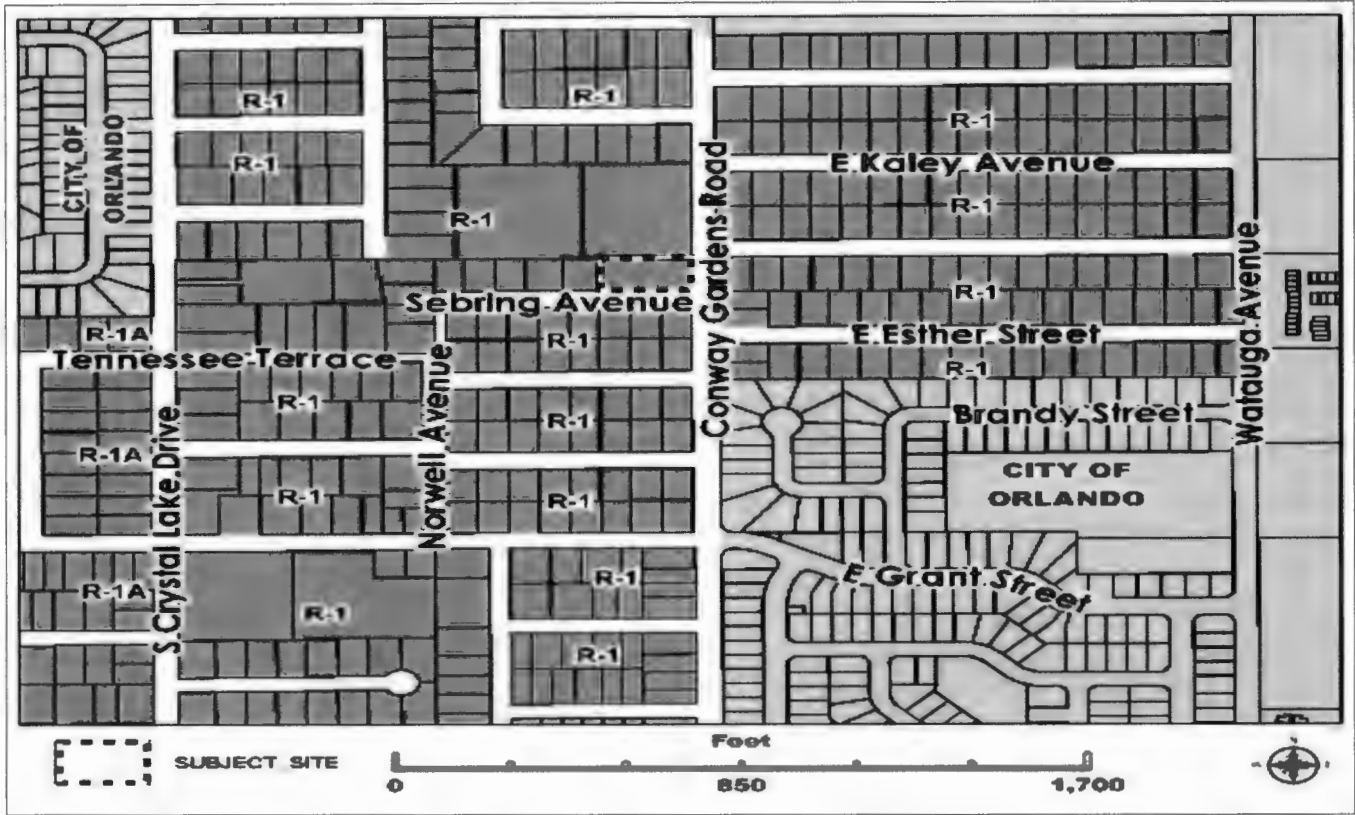 R-1
R-1
CITY OF
ORLANDO
R-1
R-1
E Kaley Avenue
R-1
R-1
Conway Gardens Road
Watauga Avenue
Sebring Avenue
R-1
R-1A
R-1
E Esther Street
Tennessee Terrace
R-1
R-1
Norwell Avenue
Brandy Street
R-1
R-1A
S Crystal Lake Drive
CITY OF
ORLANDO
R-1
R-1
R-1A
R-1
R-1
E Grant Street
R-1
SUBJECT SITE
Feet
0
850
1,700